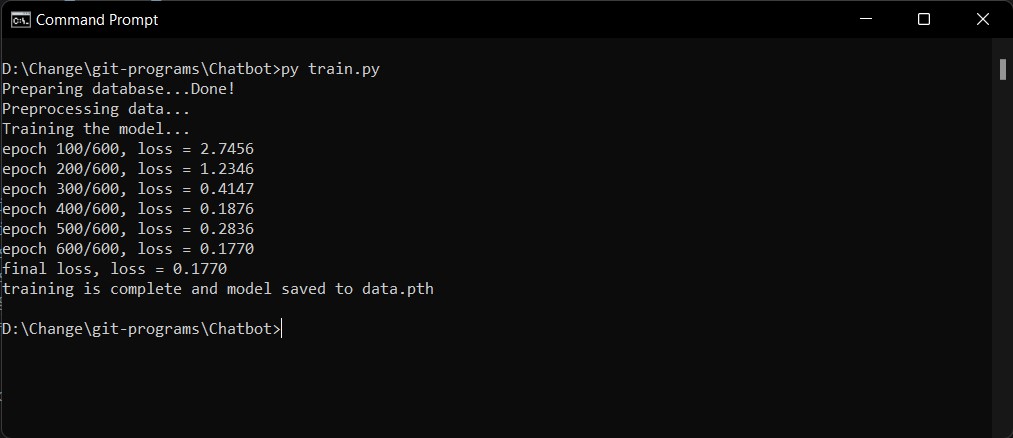 Command Prompt
D:\Change\git-programs\Chatbot>py train.py
Preparing database...Done!
Preprocessing data...
Training the model...
epoch 100/600, loss = 2.7456
epoch 200/600, loss = 1.2346
epoch 300/600, loss = 0.4147
epoch 400/600, loss = 0.1876
epoch 500/600, loss = 0.2836
epoch 600/600, loss = 0.1770
final loss, loss = 0.1770
training is complete and model saved to data.pth
D:\Change\git-programs\Chatbot>